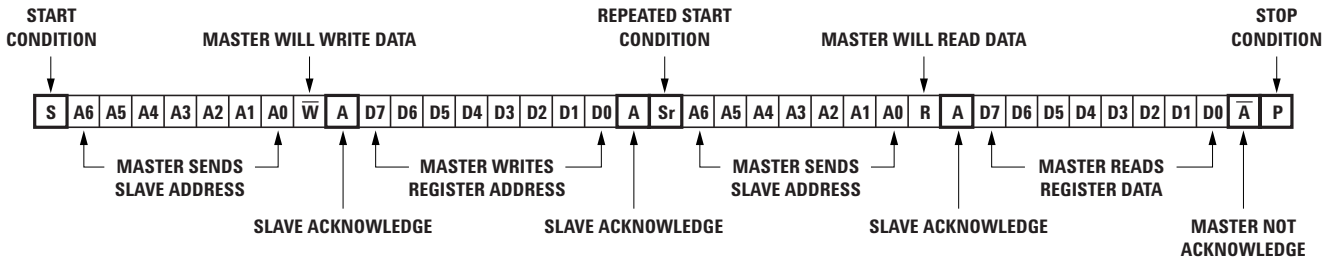 START
CONDITION
MASTER WILL WRITE DATA
REPEATED START
CONDITION
MASTER WILL READ DATA
STOP
CONDITION
S A6 A5 A4 A3 A2 A1 A0 W̅ A D7 D6 D5 D4 D3 D2 D1 D0 A Sr A6 A5 A4 A3 A2 A1 A0 R A D7 D6 D5 D4 D3 D2 D1 D0 A̅ P
MASTER SENDS
SLAVE ADDRESS
MASTER WRITES
REGISTER ADDRESS
MASTER SENDS
SLAVE ADDRESS
MASTER READS
REGISTER DATA
SLAVE ACKNOWLEDGE
SLAVE ACKNOWLEDGE
SLAVE ACKNOWLEDGE
MASTER NOT
ACKNOWLEDGE